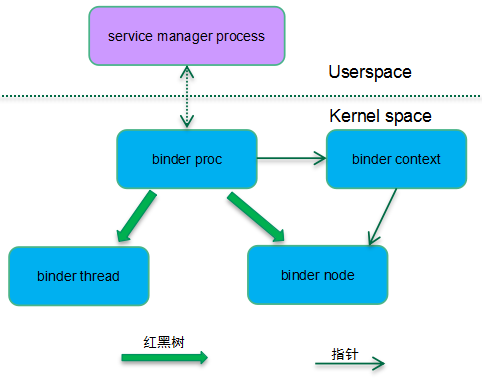 service manager process
Userspace
Kernel space
binder proc
binder context
binder thread
binder node
红黑树
指针